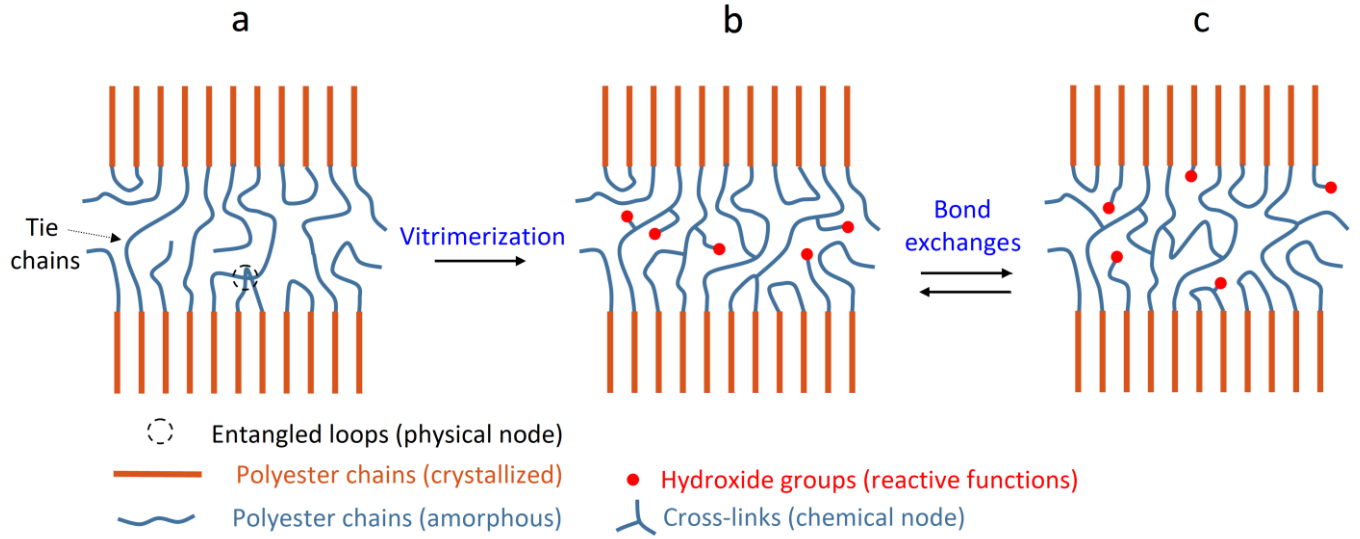 a
b
c
Tie
chains
Vitrimerization
Bond
exchanges
Entangled loops (physical node)
Polyester chains (crystallized)
Hydroxide groups (reactive functions)
Polyester chains (amorphous)
Cross-links (chemical node)